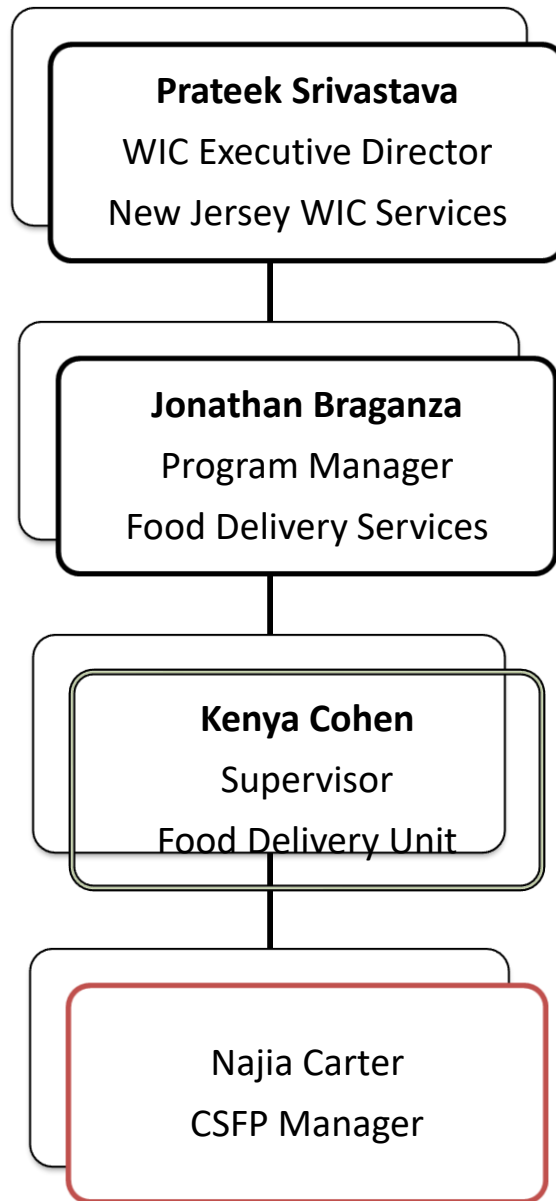 Prateek Srivastava
WIC Executive Director
New Jersey WIC Services
Jonathan Braganza
Program Manager
Food Delivery Services
Kenya Cohen
Supervisor
Food Delivery Unit
Najia Carter
CSFP Manager